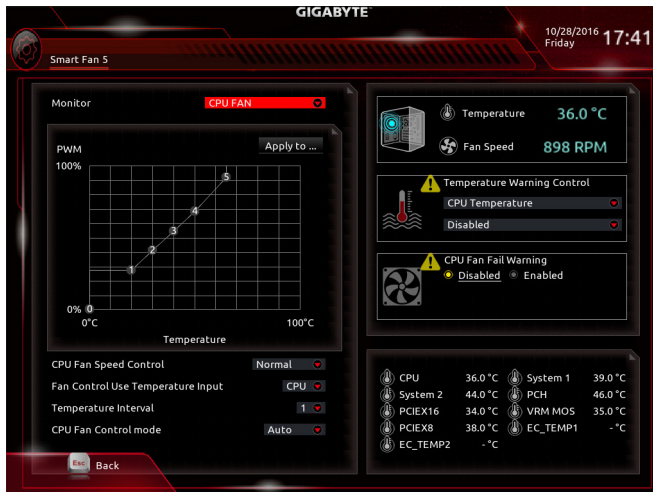 GIGABYTE
10/28/2016 17:41
Friday
Smart Fan 5
Monitor CPU FAN
PWM Apply to ...
100%
5
4
3
2
1
0% 0
0°C 100°C
Temperature
CPU Fan Speed Control Normal
Fan Control Use Temperature Input CPU
Temperature Interval 1
CPU Fan Control mode Auto
Esc Back
Temperature 36.0 °C
Fan Speed 898 RPM
Temperature Warning Control
CPU Temperature
Disabled
CPU Fan Fail Warning
Disabled Enabled
CPU 36.0 °C System 1 39.0 °C
System 2 44.0 °C PCH 46.0 °C
PCIEX16 34.0 °C VRM MOS 35.0 °C
PCIEX8 38.0 °C EC_TEMP1 - °C
EC_TEMP2 - °C